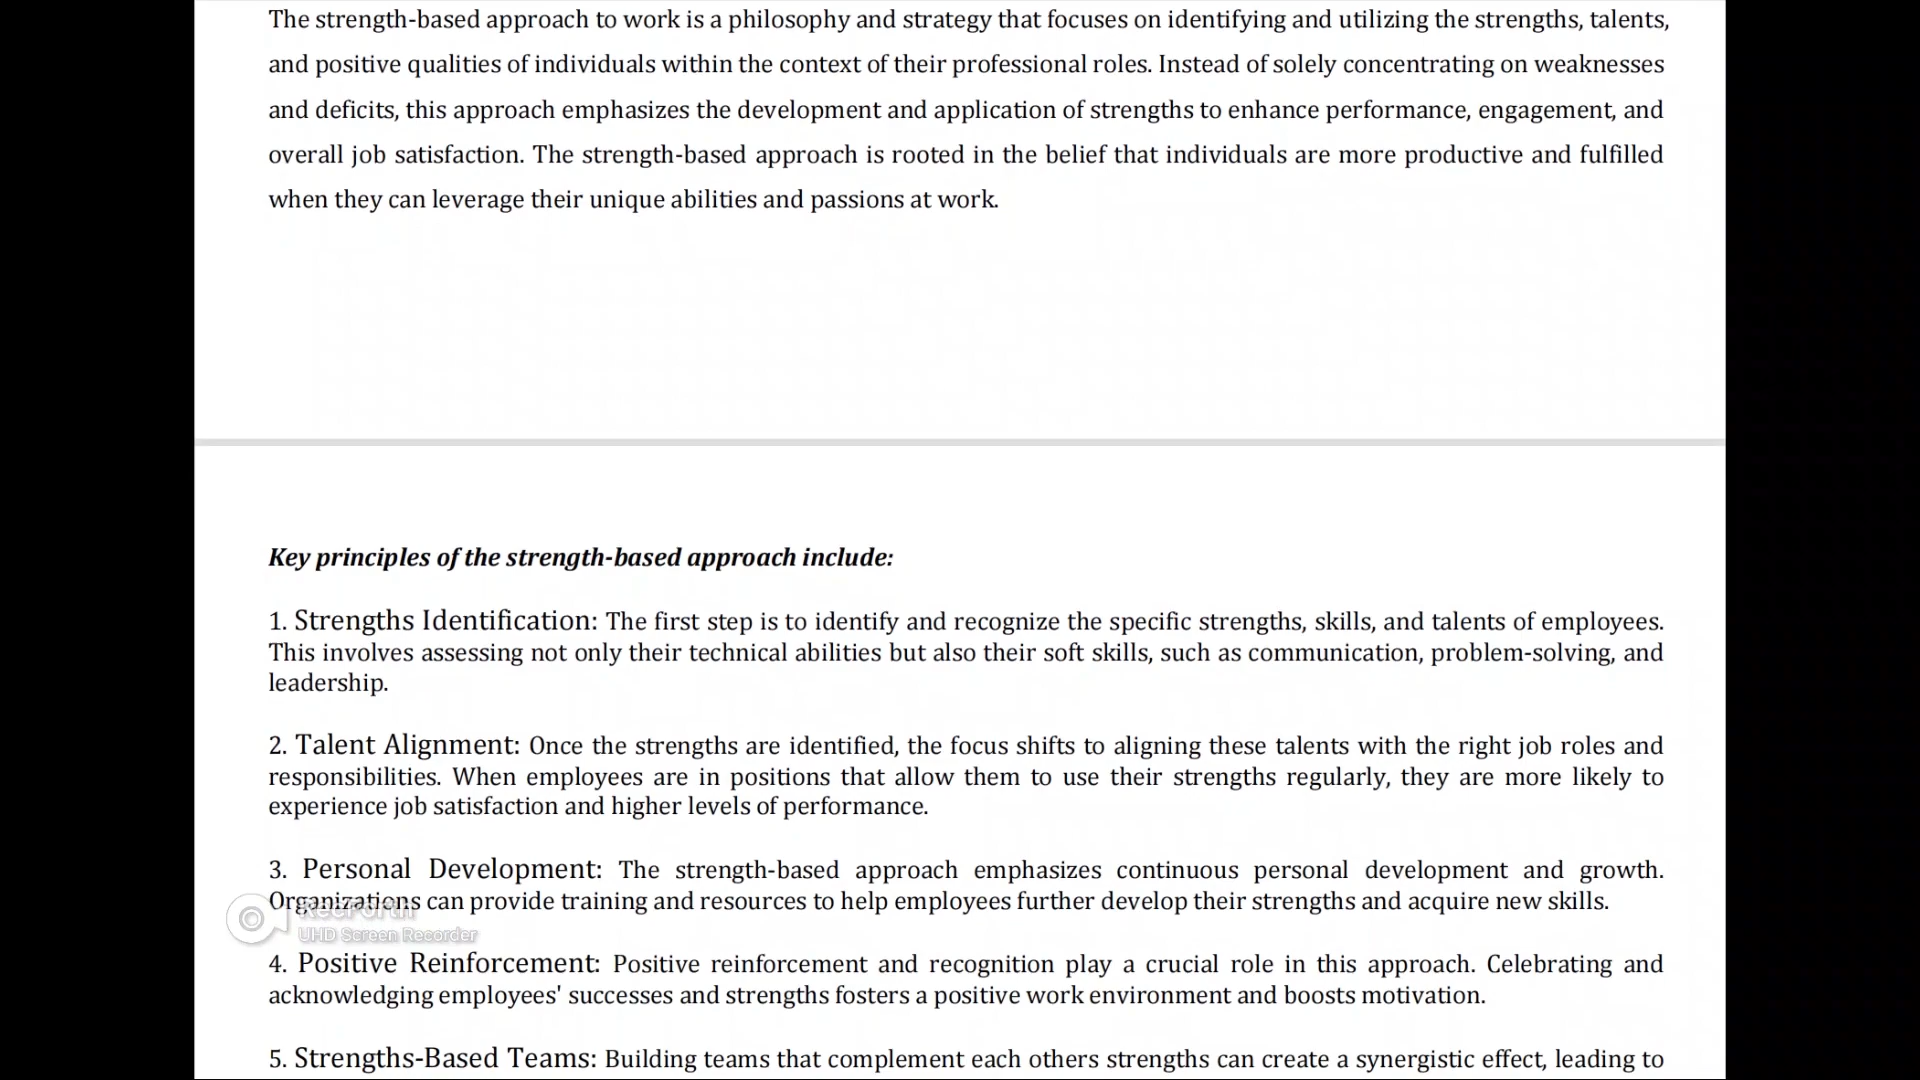 The strength-based approach to work is a philosophy and strategy that focuses on identifying and utilizing the strengths, talents,
and positive qualities of individuals within the context of their professional roles. Instead of solely concentrating on weaknesses
and deficits, this approach emphasizes the development and application of strengths to enhance performance, engagement, and
overall job satisfaction. The strength-based approach is rooted in the belief that individuals are more productive and fulfilled
when they can leverage their unique abilities and passions at work.
Key principles of the strength-based approach include:
1. Strengths Identification: The first step is to identify and recognize the specific strengths, skills, and talents of employees.
This involves assessing not only their technical abilities but also their soft skills, such as communication, problem-solving, and
leadership.
2. Talent Alignment: Once the strengths are identified, the focus shifts to aligning these talents with the right job roles and
responsibilities. When employees are in positions that allow them to use their strengths regularly, they are more likely to
experience job satisfaction and higher levels of performance.
3. Personal Development: The strength-based approach emphasizes continuous personal development and growth.
Organizations can provide training and resources to help employees further develop their strengths and acquire new skills.
RecForth
UHD Screen Recorder
4. Positive Reinforcement: Positive reinforcement and recognition play a crucial role in this approach. Celebrating and
acknowledging employees' successes and strengths fosters a positive work environment and boosts motivation.
5. Strengths-Based Teams: Building teams that complement each others strengths can create a synergistic effect, leading to